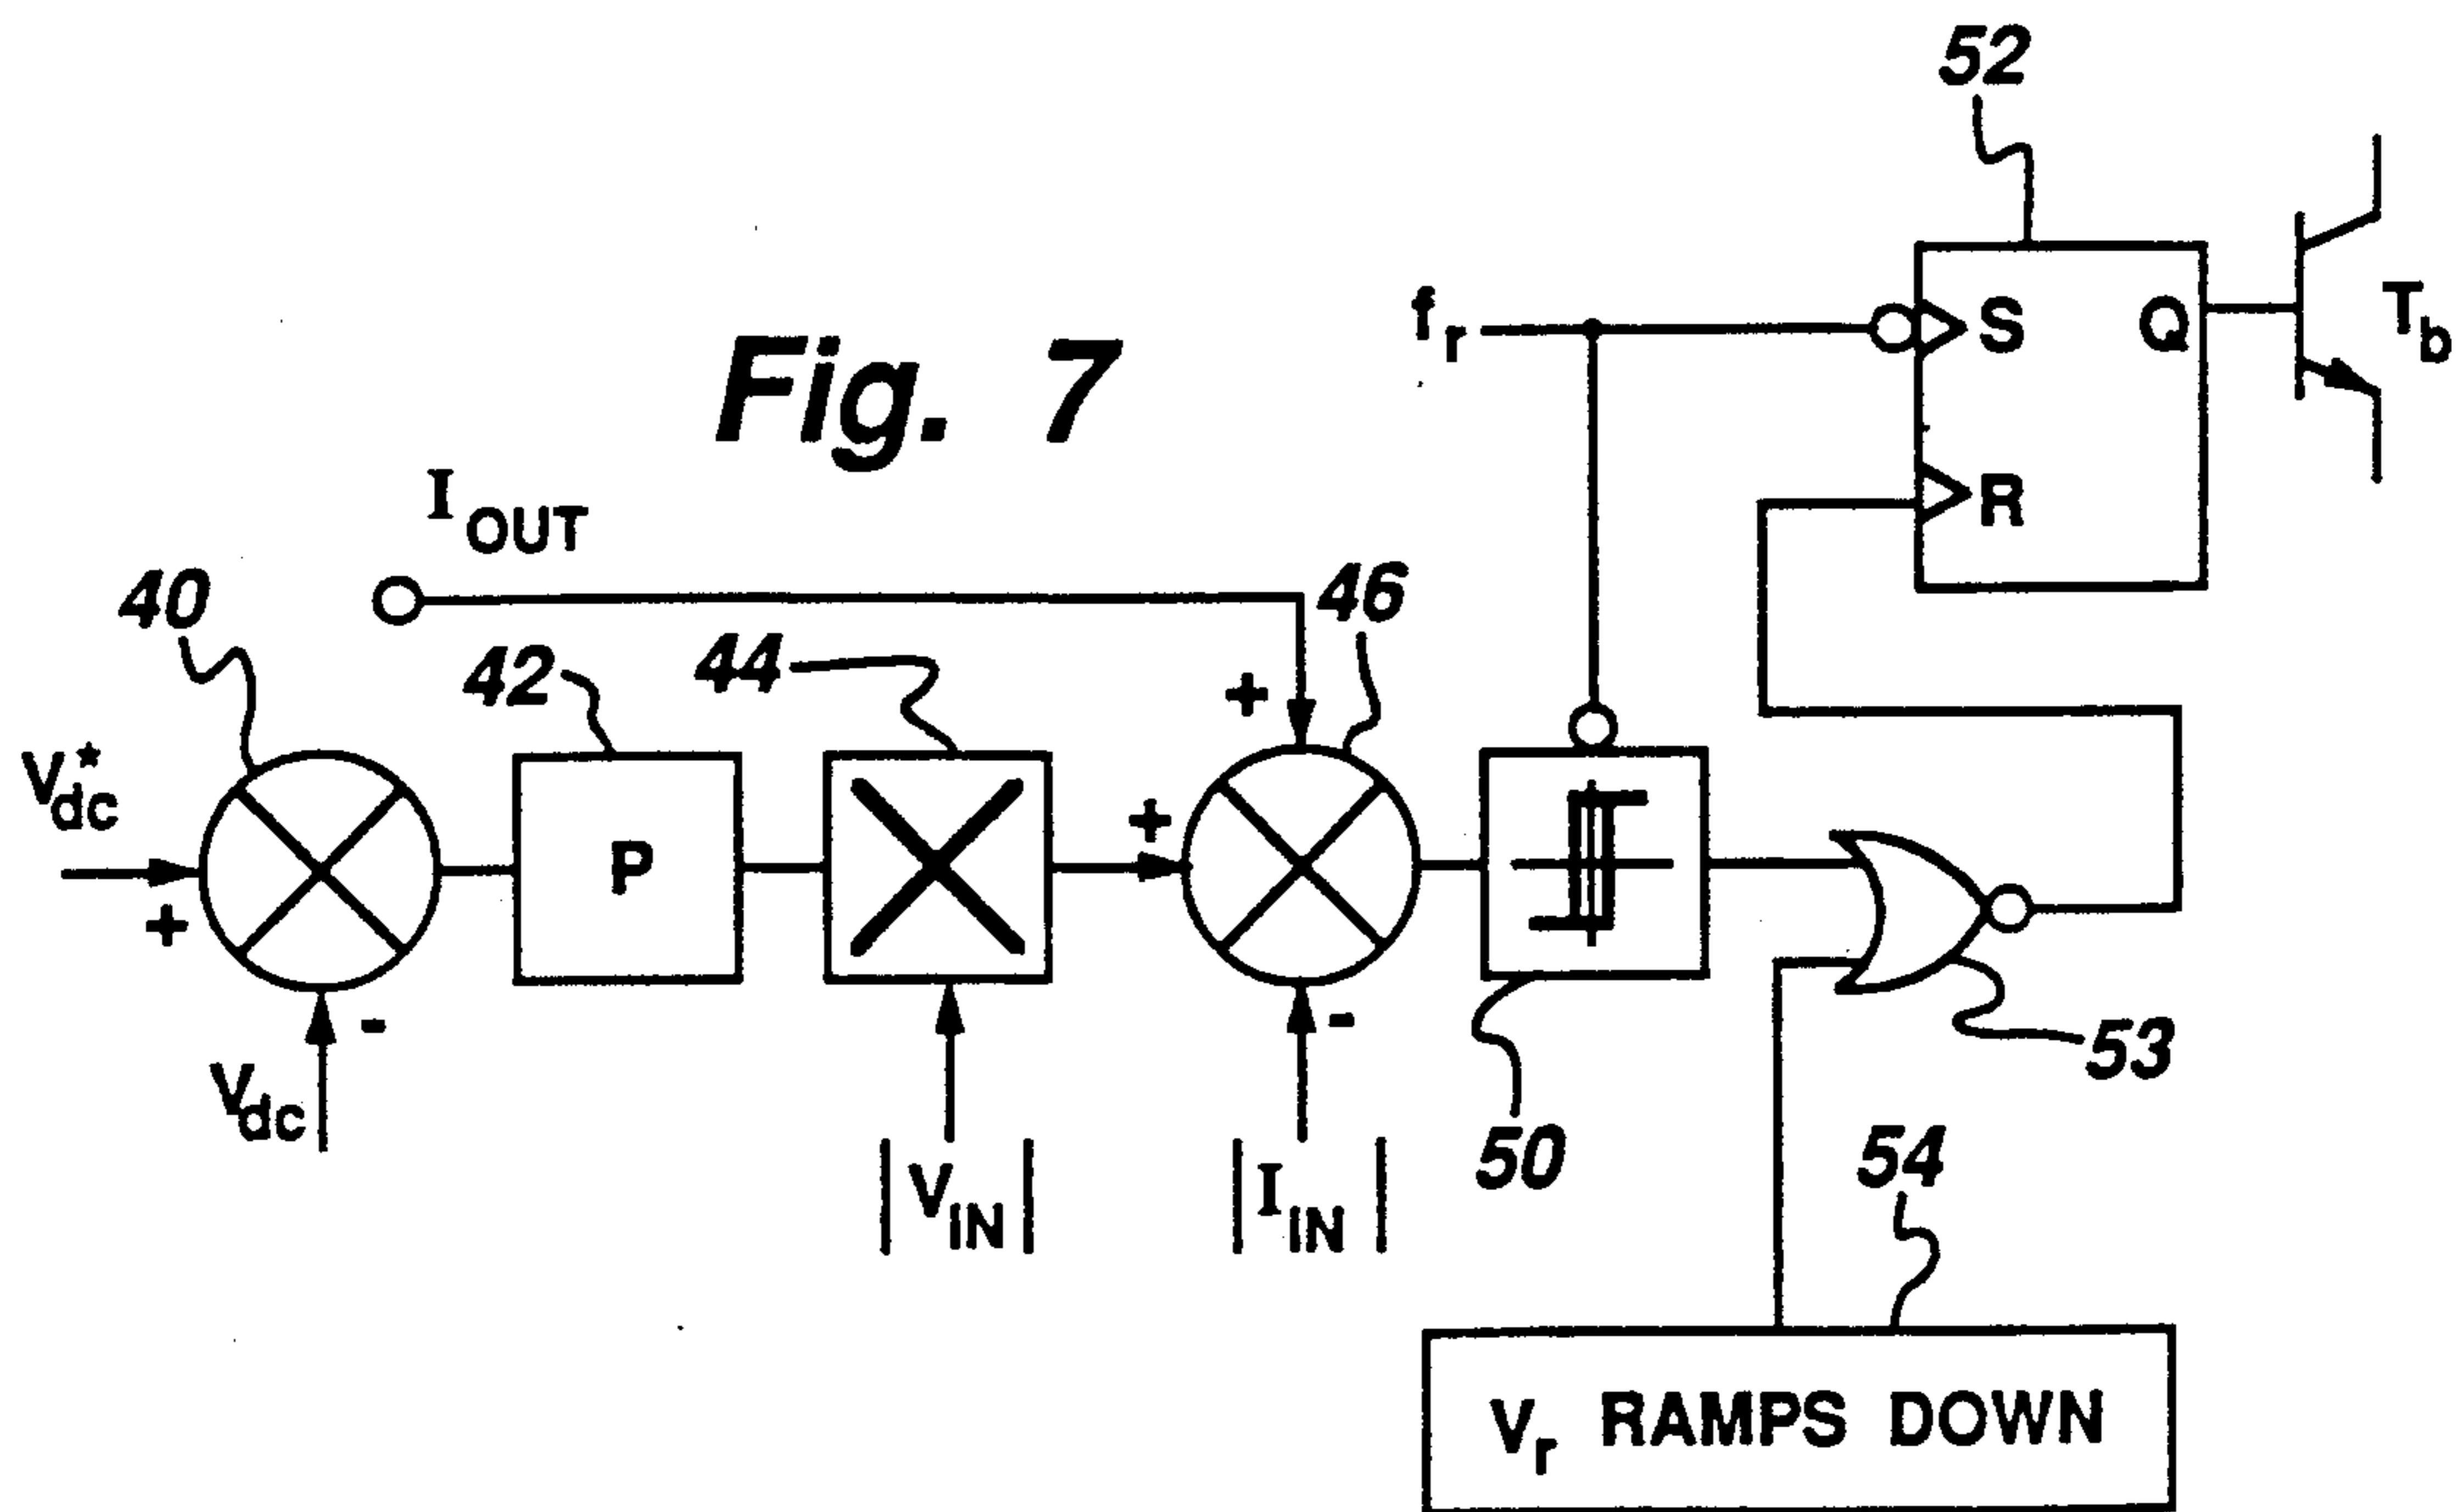 52
f_r
S
Q
T_b
Fig. 7
R
I_OUT
40
46
42
44
+
V*_dc
+
P
+
-
-
V_dc
53
50
54
|V_IN|
|I_IN|
V_r RAMPS DOWN